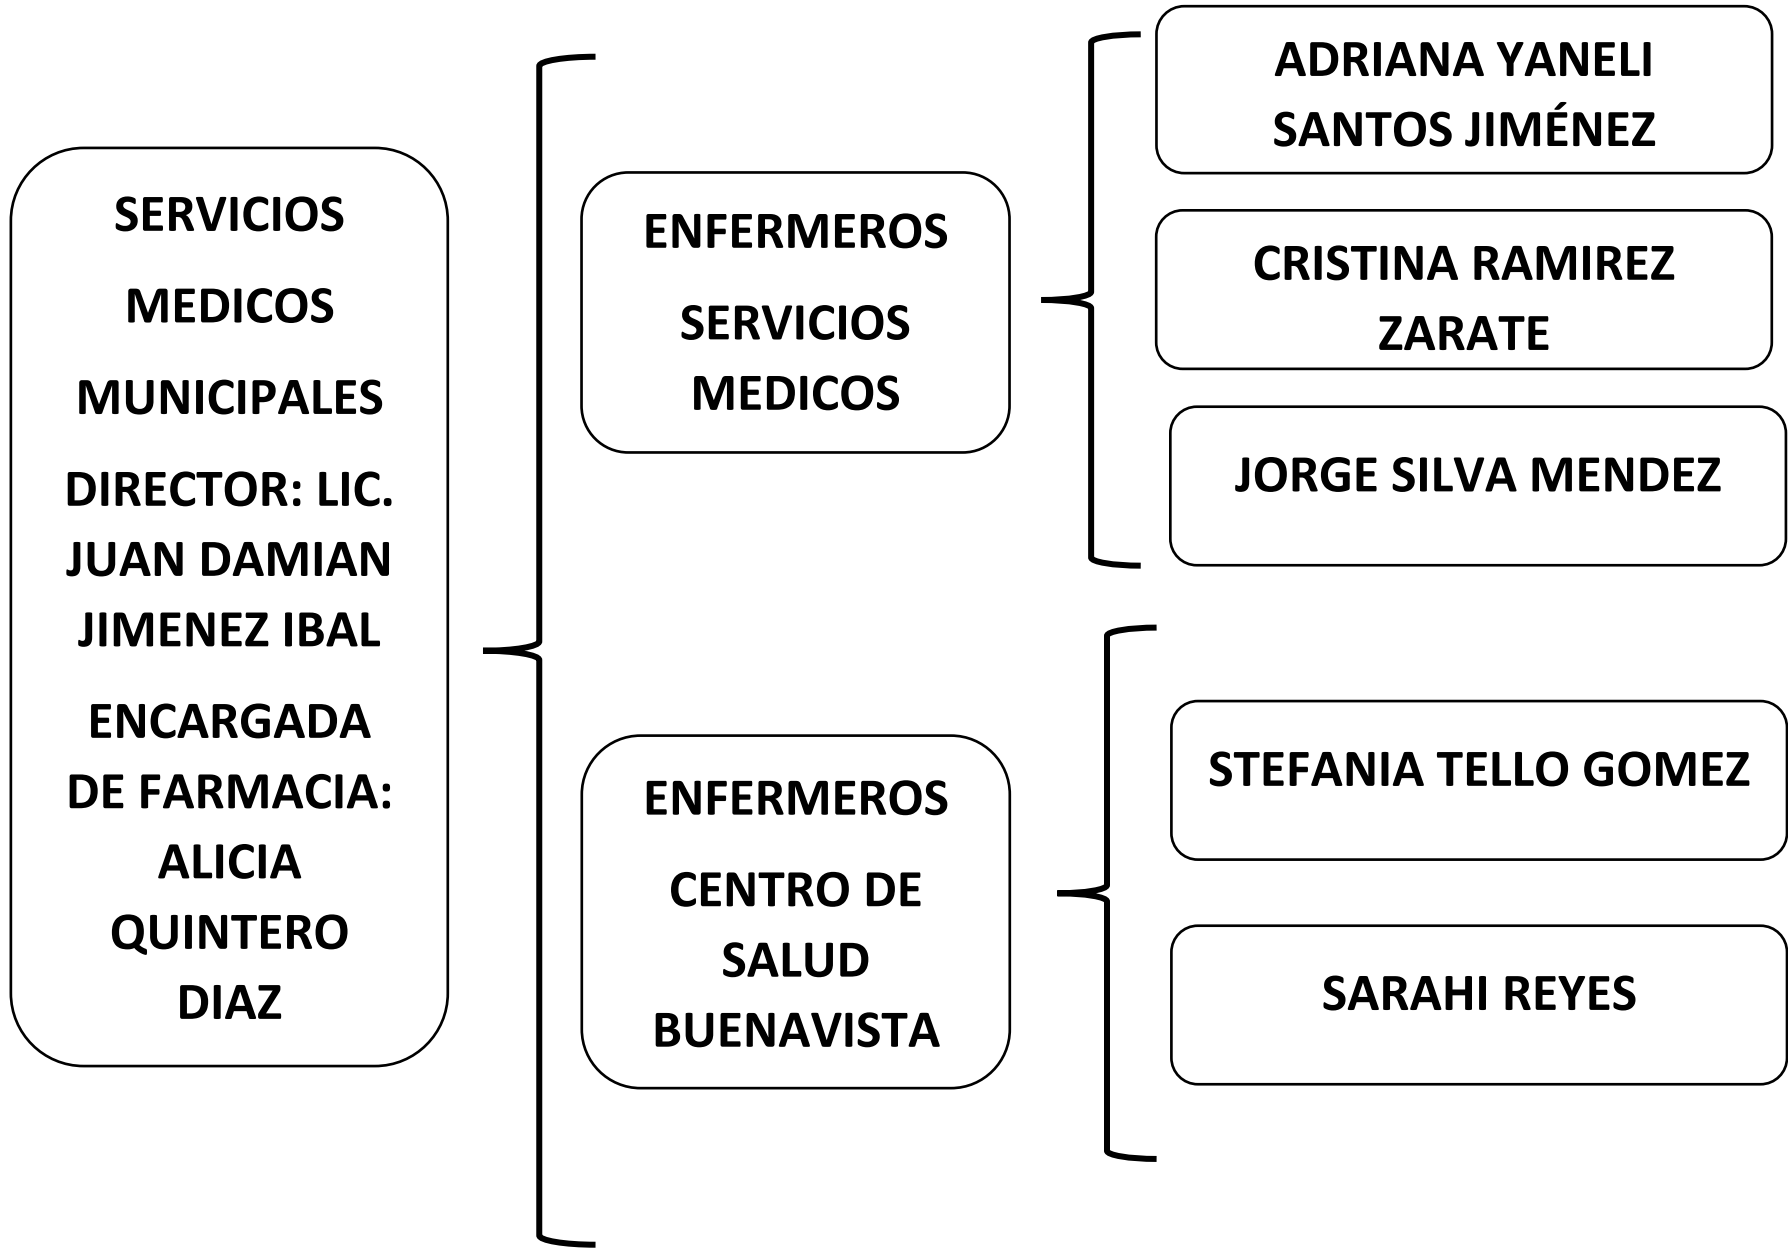 SERVICIOS
MEDICOS
MUNICIPALES
DIRECTOR: LIC.
JUAN DAMIAN
JIMENEZ IBAL
ENCARGADA
DE FARMACIA:
ALICIA
QUINTERO
DIAZ
ENFERMEROS
SERVICIOS
MEDICOS
ADRIANA YANELI
SANTOS JIMÉNEZ
CRISTINA RAMIREZ
ZARATE
JORGE SILVA MENDEZ
ENFERMEROS
CENTRO DE
SALUD
BUENAVISTA
STEFANIA TELLO GOMEZ
SARAHI REYES